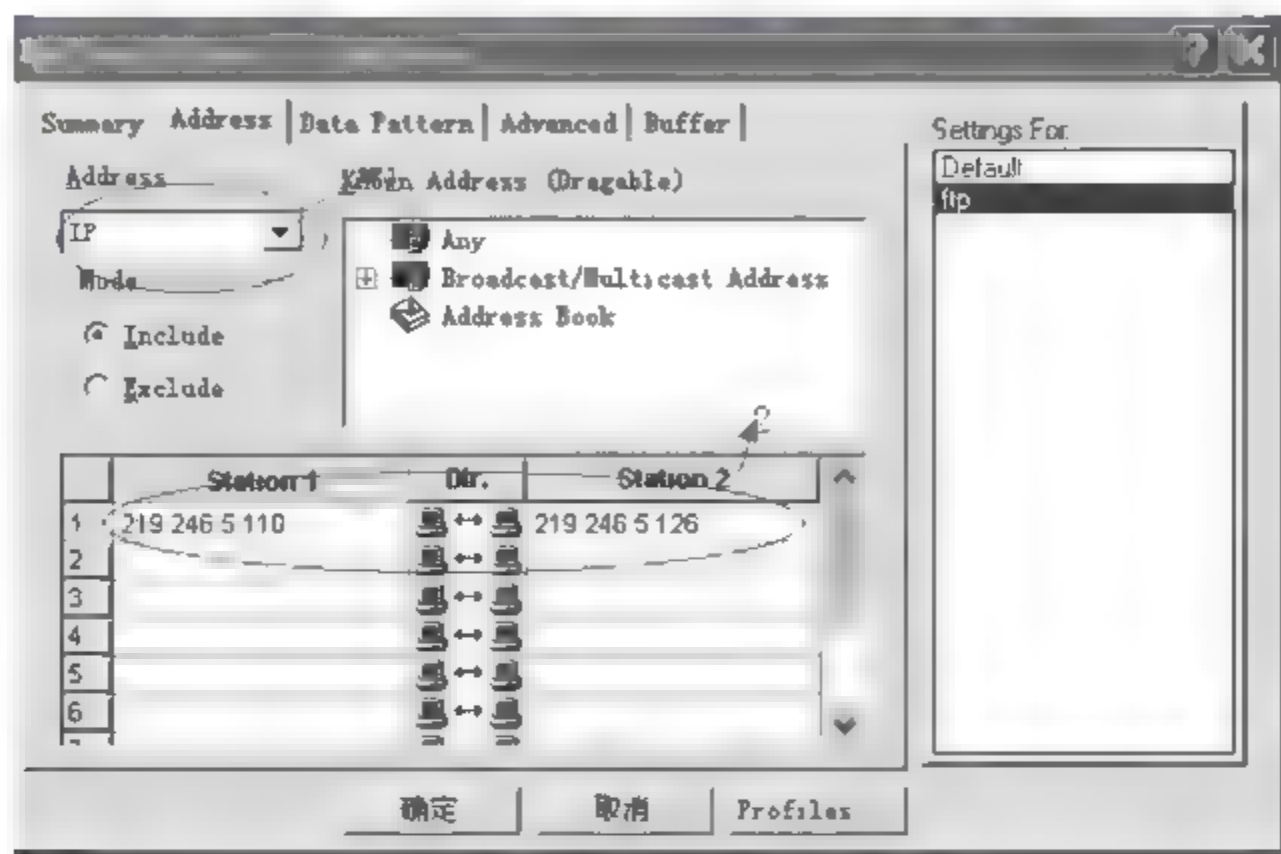 Summary Address Data Pattern Advanced Buffer
Settings For:
Address
Known Address (Dragable)
Default
ftp
IP
Any
Mode
Broadcast/Multicast Address
Include
Address Book
Exclude
2
Station 1 Dir. Station 2
1 219 246 5 110 219 246 5 126
2
3
4
5
6
确定 取消 Profiles